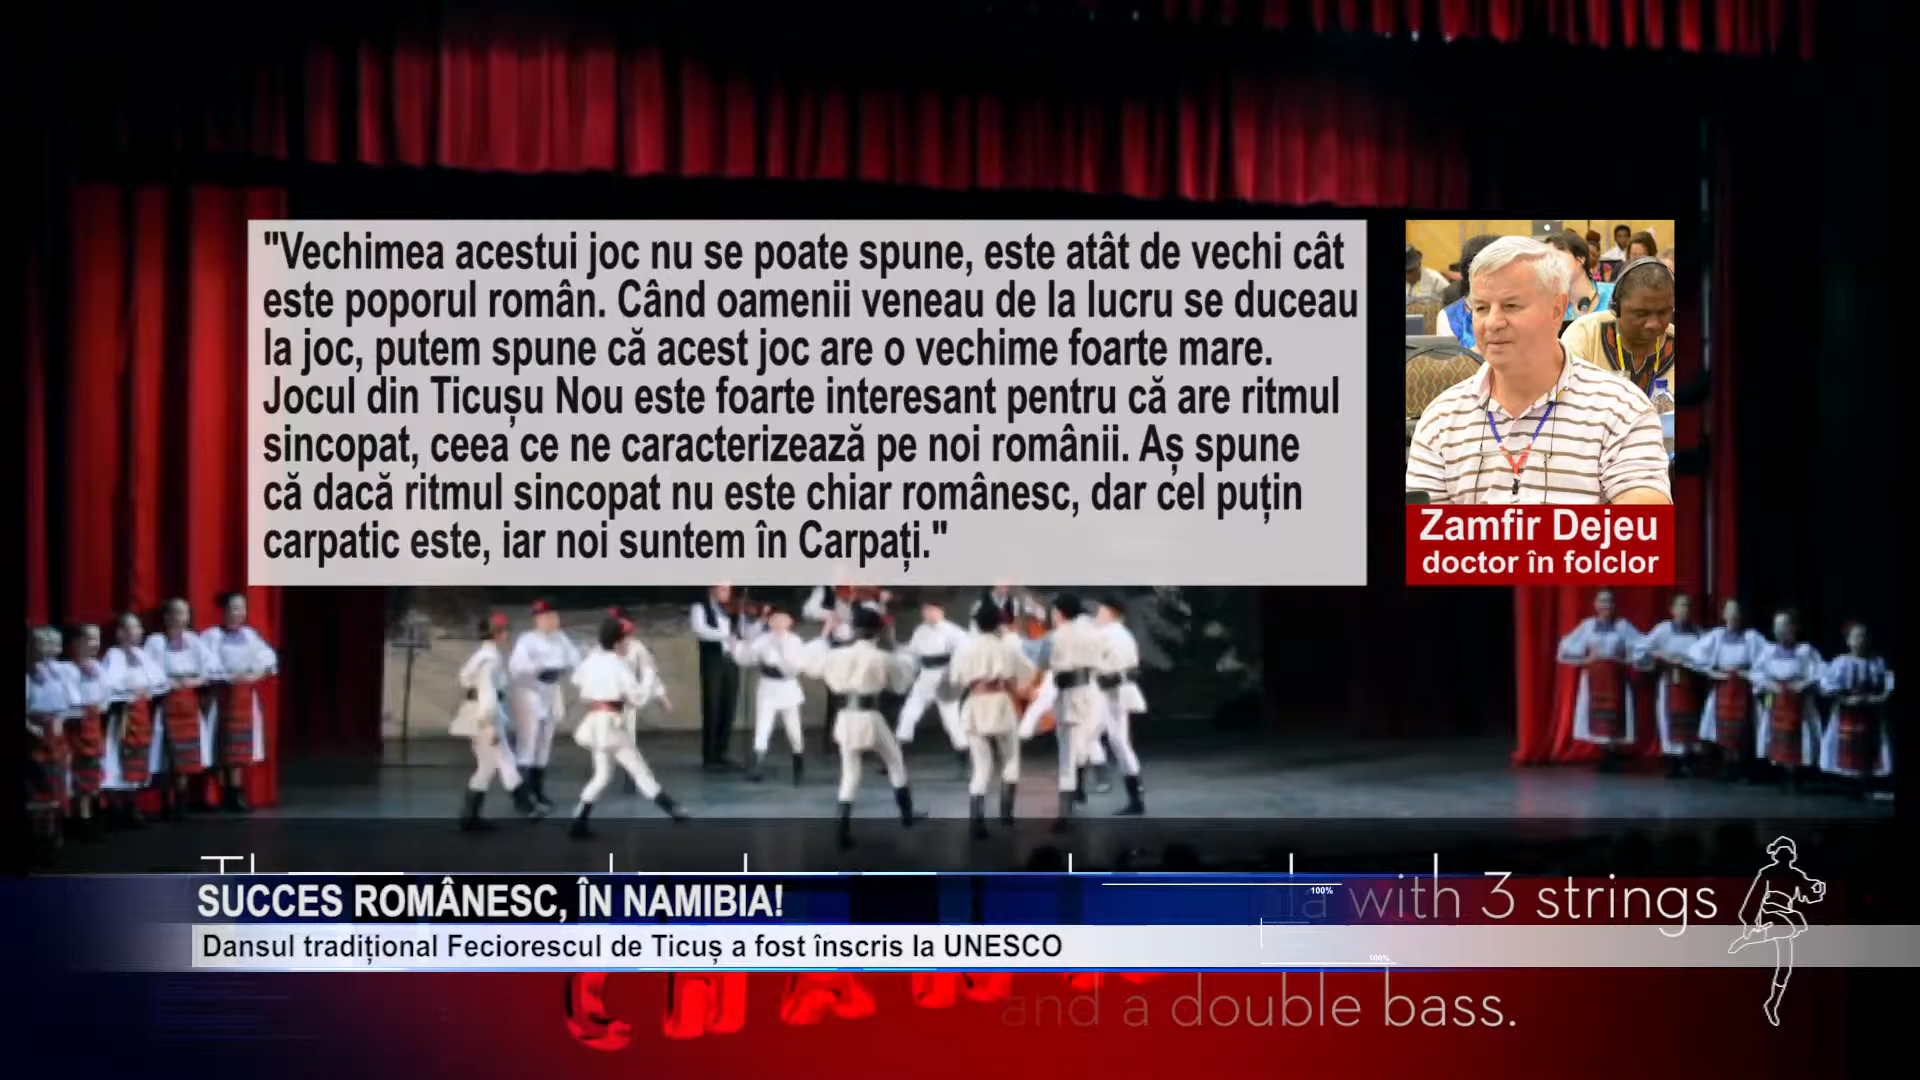 "Vechimea acestui joc nu se poate spune, este atât de vechi cât
este poporul român. Când oamenii veneau de la lucru se duceau
la joc, putem spune că acest joc are o vechime foarte mare.
Jocul din Ticușu Nou este foarte interesant pentru că are ritmul
sincopat, ceea ce ne caracterizează pe noi românii. Aș spune
că dacă ritmul sincopat nu este chiar românesc, dar cel puțin
carpatic este, iar noi suntem în Carpați."
Zamfir Dejeu
doctor în folclor
SUCCES ROMÂNESC, ÎN NAMIBIA!
100%
with 3 strings
Dansul tradițional Feciorescul de Ticuș a fost înscris la UNESCO
100%
and a double bass.